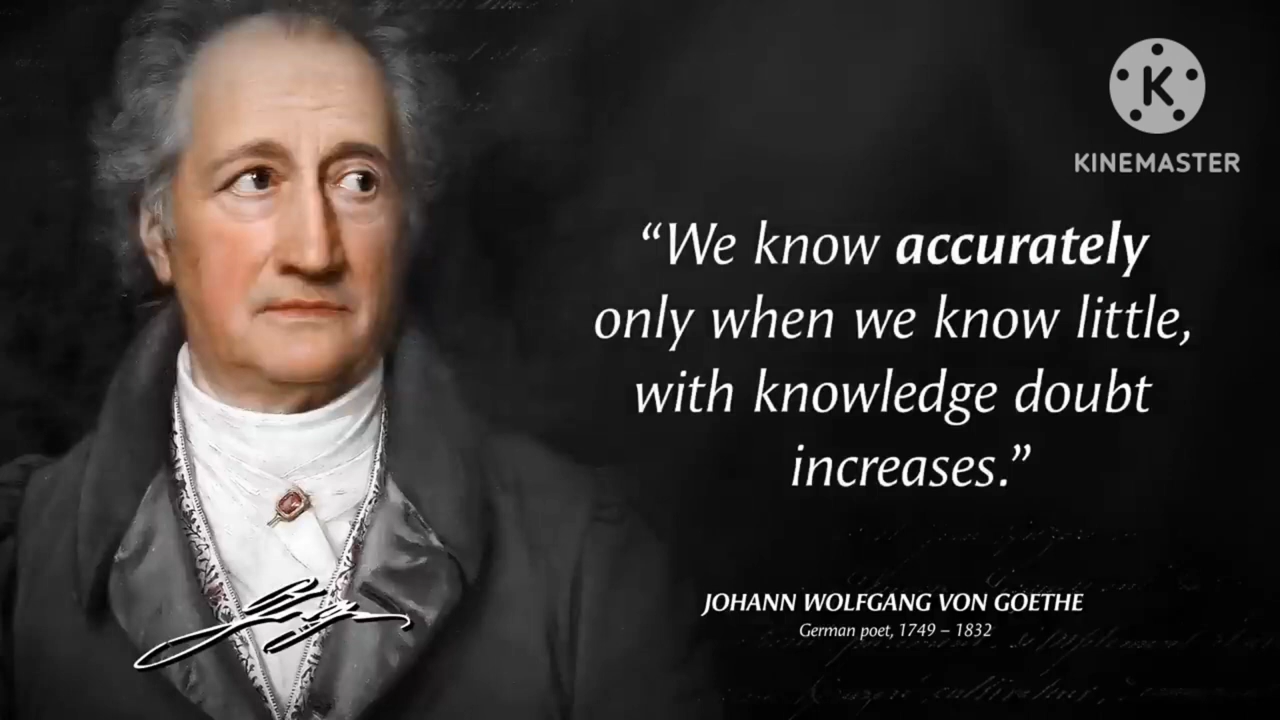 KINEMASTER
“We know accurately
only when we know little,
with knowledge doubt
increases.”
JOHANN WOLFGANG VON GOETHE
German poet, 1749 – 1832